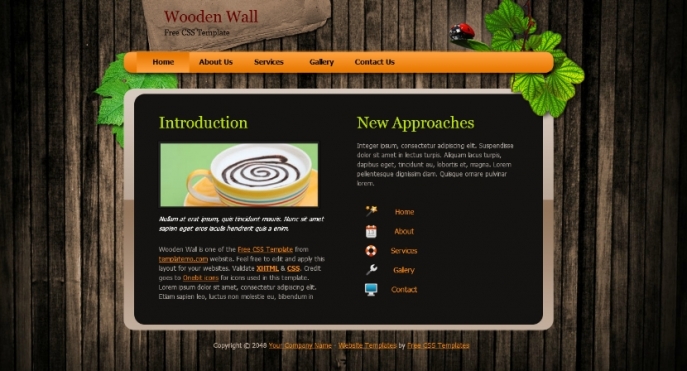 Wooden Wall
Free CSS Template
Home About Us Services Gallery Contact Us
Introduction
Nullam at erat ipsum, quis tincidunt mauris. Nunc sit amet
sapien eget eros iaculis hendrerit quis a enim.
Wooden Wall is one of the Free CSS Template from
templatemo.com website. Feel free to edit and apply this
layout for your websites. Validate XHTML & CSS. Credit
goes to Onebit Icons for icons used in this template.
Lorem ipsum dolor sit amet, consectetur adipiscing elit.
Etiam sapien leo, luctus non molestie eu, bibendum in
New Approaches
Integer ipsum, consectetur adipiscing elit. Suspendisse
dolor sit amet in lectus turpis. Aliquam lacus turpis,
dapibus eget, tincidunt eu, lobortis et, magna. Lorem
pellentesque dignissim diam. Quisque ornare pulvinar
lorem.
Home
About
Services
Gallery
Contact
Copyright © 2048 Your Company Name - Website Templates by Free CSS Templates